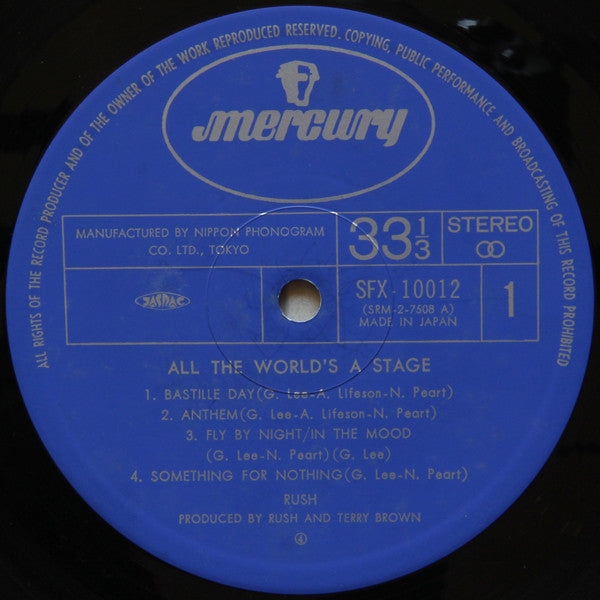 ALL RIGHTS OF THE RECORD PRODUCER AND OF THE OWNER OF THE WORK REPRODUCED RESERVED. COPYING, PUBLIC PERFORMANCE AND BROADCASTING OF THIS RECORD PROHIBITED
mercury
MANUFACTURED BY NIPPON PHONOGRAM
CO. LTD., TOKYO
33 1/3
STEREO
JASRAC
SFX-10012
(SRM-2-7508 A)
MADE IN JAPAN
1
ALL THE WORLD'S A STAGE
1. BASTILLE DAY(G. Lee-A. Lifeson-N. Peart)
2. ANTHEM(G. Lee-A. Lifeson-N. Peart)
3. FLY BY NIGHT/IN THE MOOD
(G. Lee-N. Peart)(G. Lee)
4. SOMETHING FOR NOTHING(G. Lee-N. Peart)
RUSH
PRODUCED BY RUSH AND TERRY BROWN
④